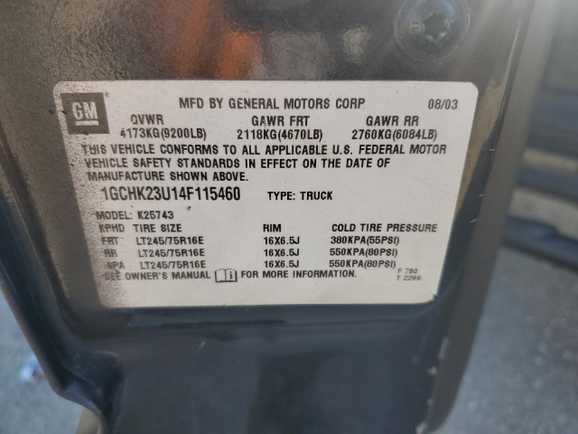 GM
MFD BY GENERAL MOTORS CORP 08/03
GVWR GAWR FRT GAWR RR
4173KG(9200LB) 2118KG(4670LB) 2760KG(6084LB)
THIS VEHICLE CONFORMS TO ALL APPLICABLE U.S. FEDERAL MOTOR
VEHICLE SAFETY STANDARDS IN EFFECT ON THE DATE OF
MANUFACTURE SHOWN ABOVE.
1GCHK23U14F115460 TYPE: TRUCK
MODEL: K25743
KPHD TIRE SIZE RIM COLD TIRE PRESSURE
FRT LT245/75R16E 16X6.5J 380KPA(55PSI)
RR LT245/75R16E 16X6.5J 550KPA(80PSI)
SPA LT245/75R16E 16X6.5J 550KPA(80PSI)
SEE OWNER'S MANUAL FOR MORE INFORMATION.